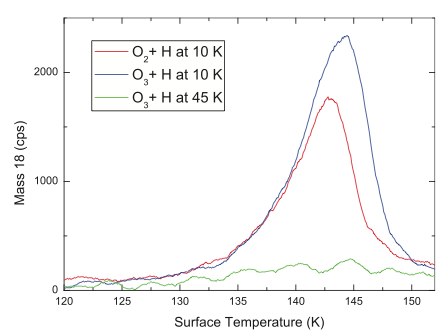 O2+ H at 10 K
O3+ H at 10 K
O3+ H at 45 K
Mass 18 (cps)
2000
1000
0
120 125 130 135 140 145 150
Surface Temperature (K)